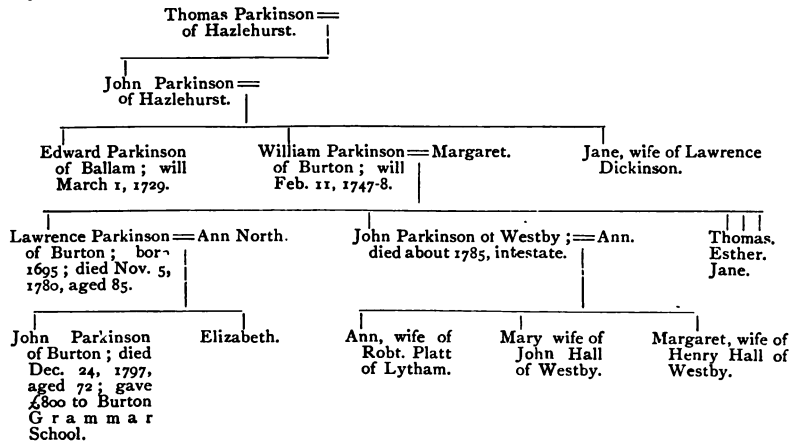 Thomas Parkinson =
of Hazlehurst.
John Parkinson =
of Hazlehurst.
Edward Parkinson
of Ballam ; will
March 1, 1729.
William Parkinson = Margaret.
of Burton ; will
Feb. 11, 1747-8.
Jane, wife of Lawrence
Dickinson.
Lawrence Parkinson = Ann North.
of Burton ; born
1695 ; died Nov. 5,
1780, aged 85.
John Parkinson of Westby ; = Ann.
died about 1785, intestate.
Thomas.
Esther.
Jane.
John Parkinson
of Burton ; died
Dec. 24, 1797,
aged 72 ; gave
£800 to Burton
Grammar
School.
Elizabeth.
Ann, wife of
Robt. Platt
of Lytham.
Mary wife of
John Hall
of Westby.
Margaret, wife of
Henry Hall of
Westby.